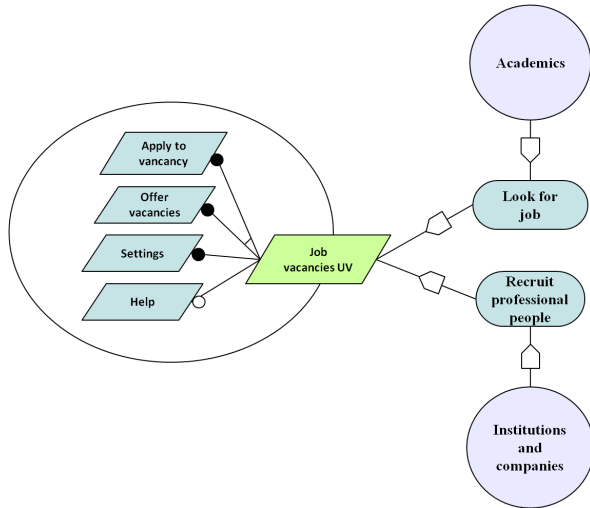 Academics
Apply to
vancancy
Offer
vacancies
Look for
job
Settings
Job
vacancies UV
Help
Recruit
professional
people
Institutions
and
companies